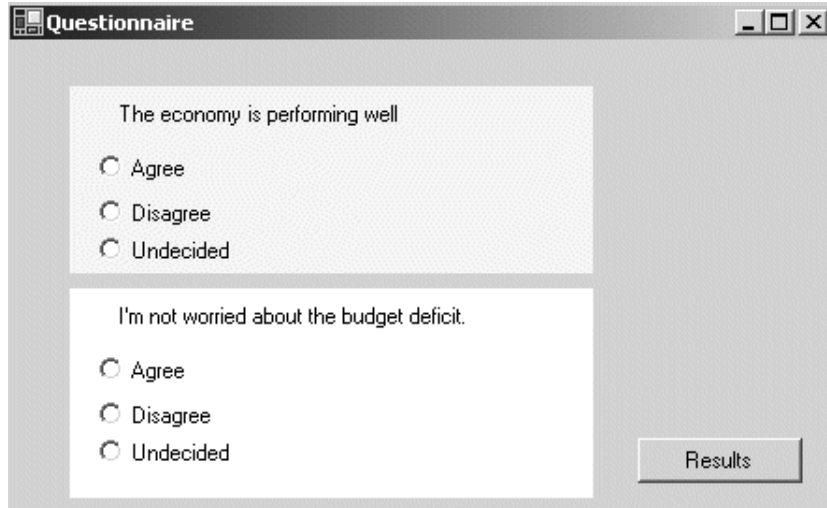 Questionnaire
The economy is performing well
Agree
Disagree
Undecided
I'm not worried about the budget deficit.
Agree
Disagree
Undecided
Results